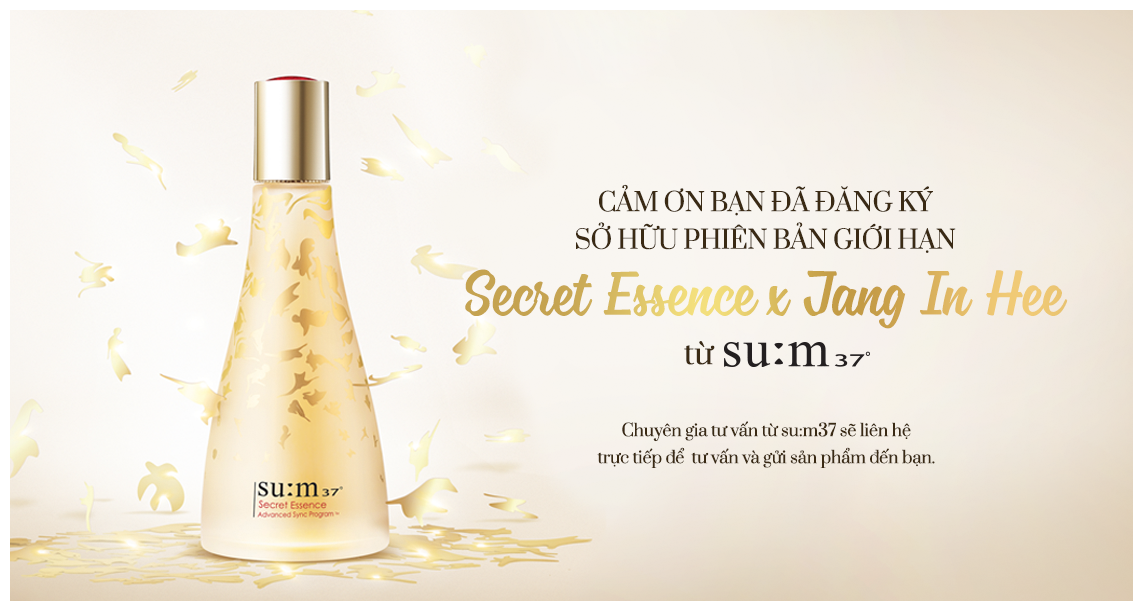 CẢM ƠN BẠN ĐÃ ĐĂNG KÝ
SỞ HỮU PHIÊN BẢN GIỚI HẠN
Secret Essence x Jang In Hee
từ su:m37°
Chuyên gia tư vấn từ su:m37 sẽ liên hệ
trực tiếp để tư vấn và gửi sản phẩm đến bạn.
su:m37°
Secret Essence
Advanced Sync Program™